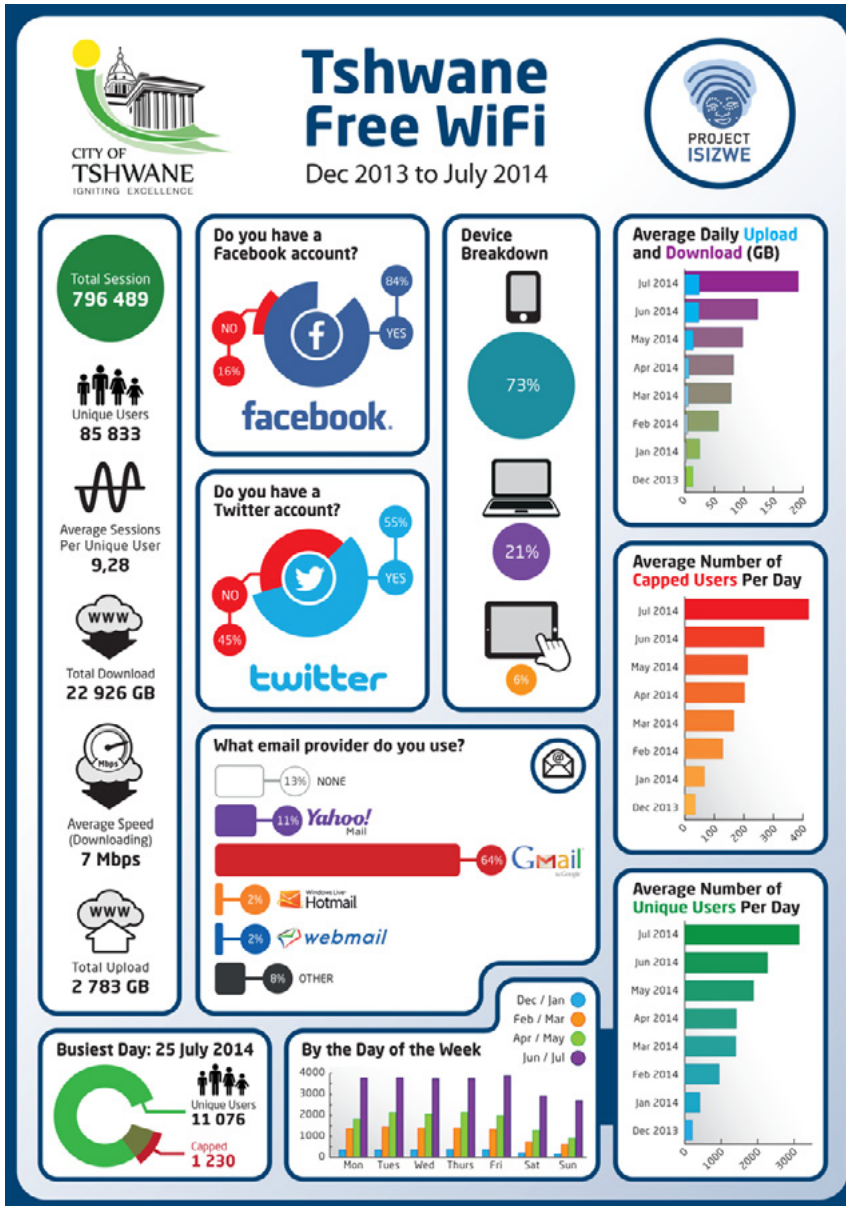 CITY OF
TSHWANE
IGNITING EXCELLENCE
Tshwane
Free WiFi
Dec 2013 to July 2014
PROJECT
ISIZWE
Total Session
796 489
Unique Users
85 833
Average Sessions
Per Unique User
9,28
WWW
Total Download
22 926 GB
Mbps
Average Speed
(Downloading)
7 Mbps
WWW
Total Upload
2 783 GB
Do you have a
Facebook account?
84%
NO
YES
16%
f
facebook.
Do you have a
Twitter account?
55%
YES
NO
45%
twitter
Device
Breakdown
73%
21%
6%
What email provider do you use?
@
13% NONE
11% Yahoo!
Mail
64% Gmail
by Google
2% Windows Live
Hotmail
2% webmail
8% OTHER
Average Daily Upload
and Download (GB)
Jul 2014
Jun 2014
May 2014
Apr 2014
Mar 2014
Feb 2014
Jan 2014
Dec 2013
0 50 100 150 200
Average Number of
Capped Users Per Day
Jul 2014
Jun 2014
May 2014
Apr 2014
Mar 2014
Feb 2014
Jan 2014
Dec 2013
0 100 200 300 400
Average Number of
Unique Users Per Day
Jul 2014
Jun 2014
May 2014
Apr 2014
Mar 2014
Feb 2014
Jan 2014
Dec 2013
0 1000 2000 3000
Busiest Day: 25 July 2014
Unique Users
11 076
Capped
1 230
By the Day of the Week
Dec / Jan
Feb / Mar
Apr / May
Jun / Jul
4000
3000
2000
1000
0
Mon Tues Wed Thurs Fri Sat Sun